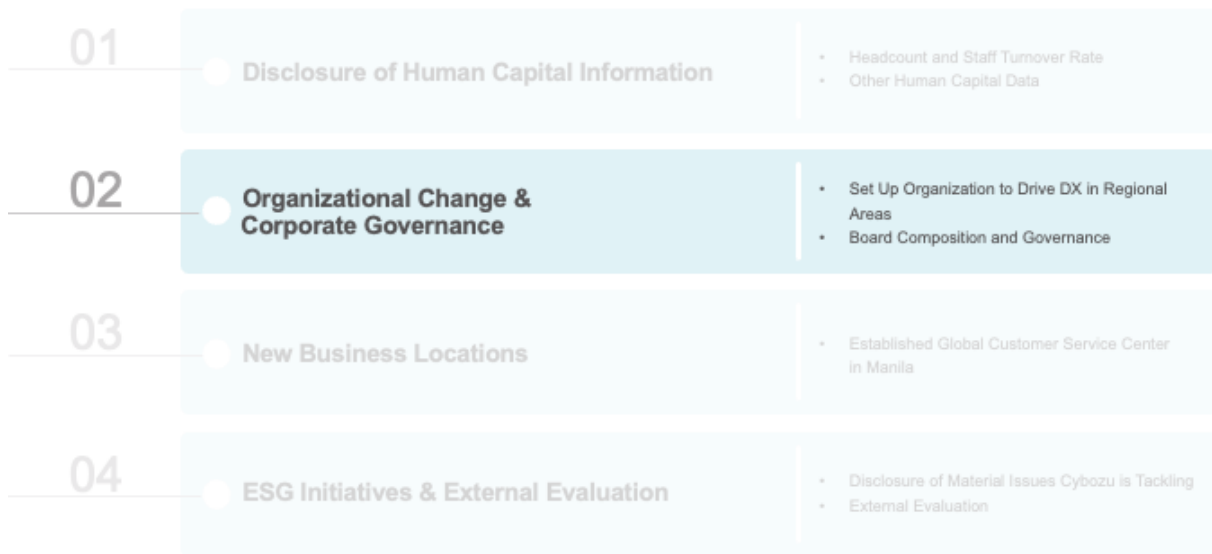 01
Disclosure of Human Capital Information
• Headcount and Staff Turnover Rate
• Other Human Capital Data
02
Organizational Change &
Corporate Governance
• Set Up Organization to Drive DX in Regional
Areas
• Board Composition and Governance
03
New Business Locations
• Established Global Customer Service Center
in Manila
04
ESG Initiatives & External Evaluation
• Disclosure of Material Issues Cybozu is Tackling
• External Evaluation